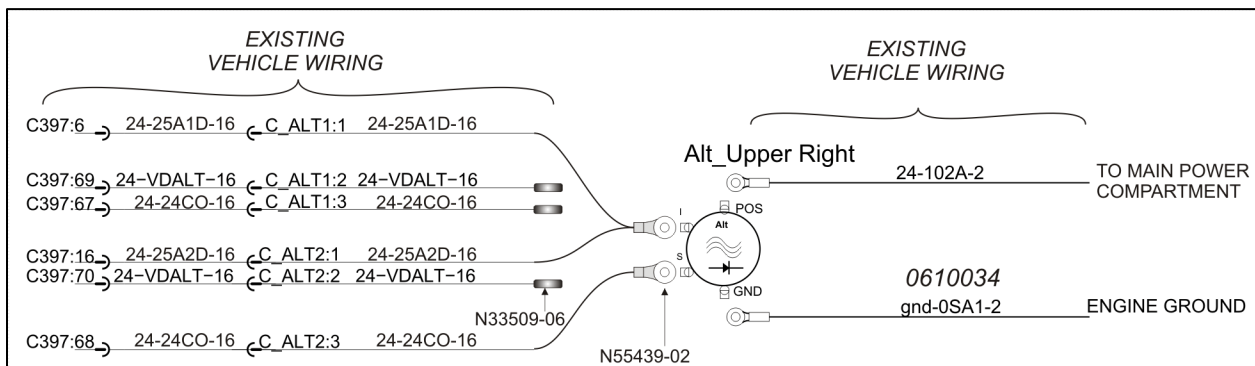 EXISTING
VEHICLE WIRING
EXISTING
VEHICLE WIRING
C397:6 24-25A1D-16 C_ALT1:1 24-25A1D-16
Alt_Upper Right
C397:69 24-VDALT-16 C_ALT1:2 24-VDALT-16
24-102A-2
TO MAIN POWER
COMPARTMENT
C397:67 24-24CO-16 C_ALT1:3 24-24CO-16
I
POS
Alt
C397:16 24-25A2D-16 C_ALT2:1 24-25A2D-16
S
C397:70 24-VDALT-16 C_ALT2:2 24-VDALT-16
GND
0610034
gnd-0SA1-2
ENGINE GROUND
N33509-06
C397:68 24-24CO-16 C_ALT2:3 24-24CO-16
N55439-02